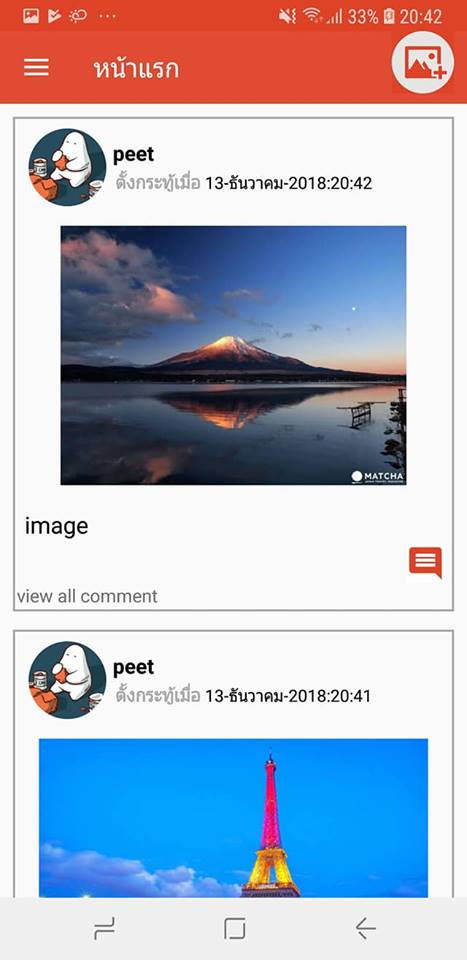 33% 20:42
หน้าแรก
peet
ตั้งกระทู้เมื่อ 13-ธันวาคม-2018:20:42
MATCHA
image
view all comment
peet
ตั้งกระทู้เมื่อ 13-ธันวาคม-2018:20:41